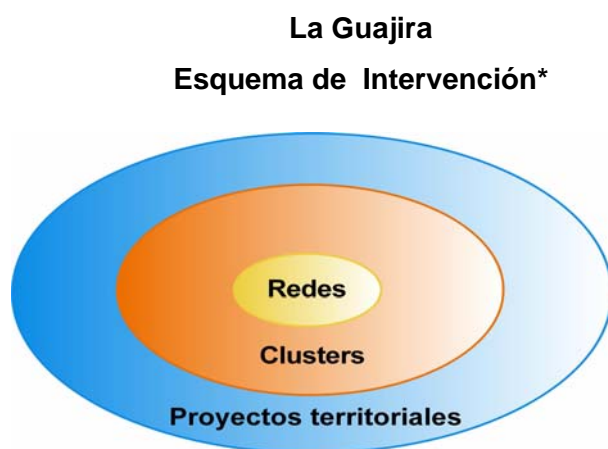 La Guajira
Esquema de Intervención*
Redes
Clusters
Proyectos territoriales